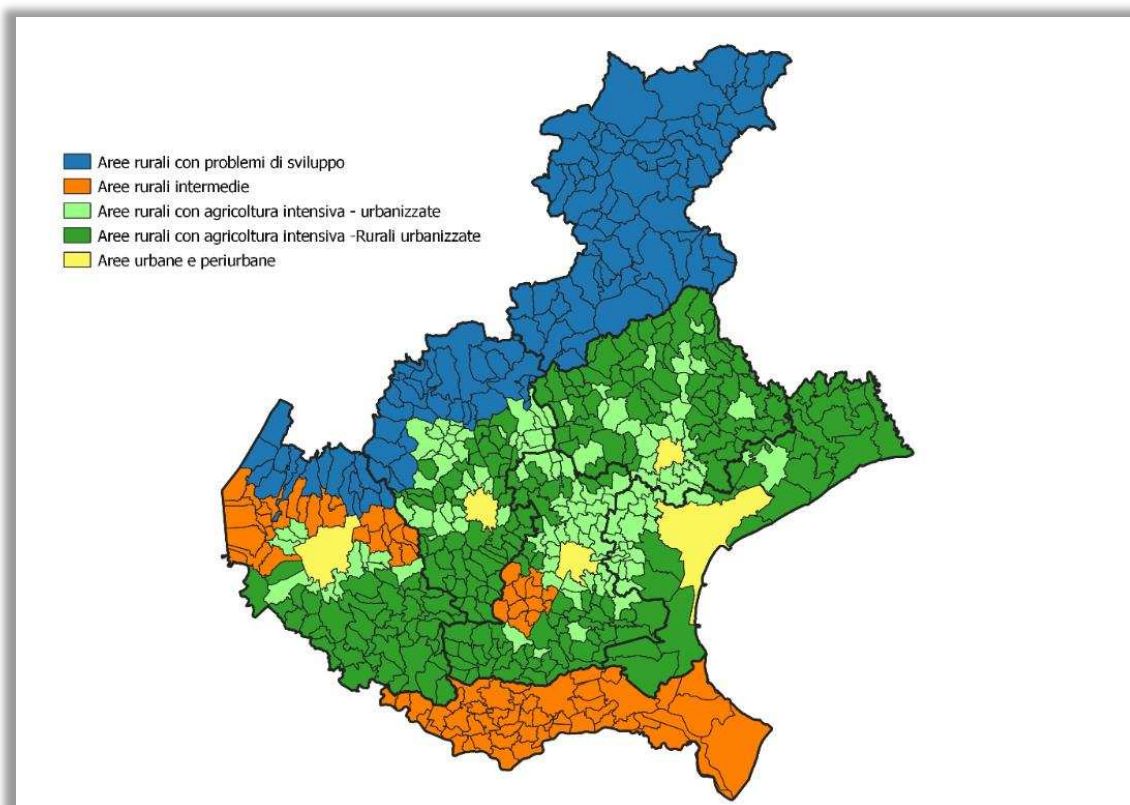 Aree rurali con problemi di sviluppo
Aree rurali intermedie
Aree rurali con agricoltura intensiva - urbanizzate
Aree rurali con agricoltura intensiva -Rurali urbanizzate
Aree urbane e periurbane